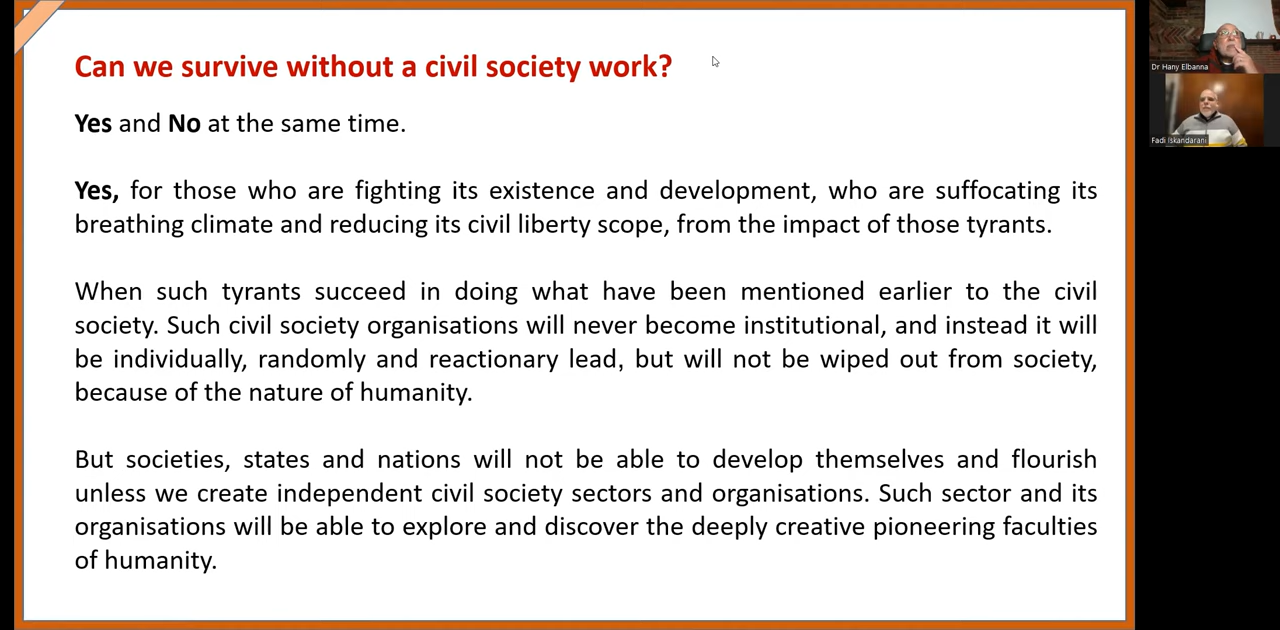 Can we survive without a civil society work?
Yes and No at the same time.
Yes, for those who are fighting its existence and development, who are suffocating its
breathing climate and reducing its civil liberty scope, from the impact of those tyrants.
When such tyrants succeed in doing what have been mentioned earlier to the civil
society. Such civil society organisations will never become institutional, and instead it will
be individually, randomly and reactionary lead, but will not be wiped out from society,
because of the nature of humanity.
But societies, states and nations will not be able to develop themselves and flourish
unless we create independent civil society sectors and organisations. Such sector and its
organisations will be able to explore and discover the deeply creative pioneering faculties
of humanity.
Dr Hany Elbanna
Fadi Iskandarani